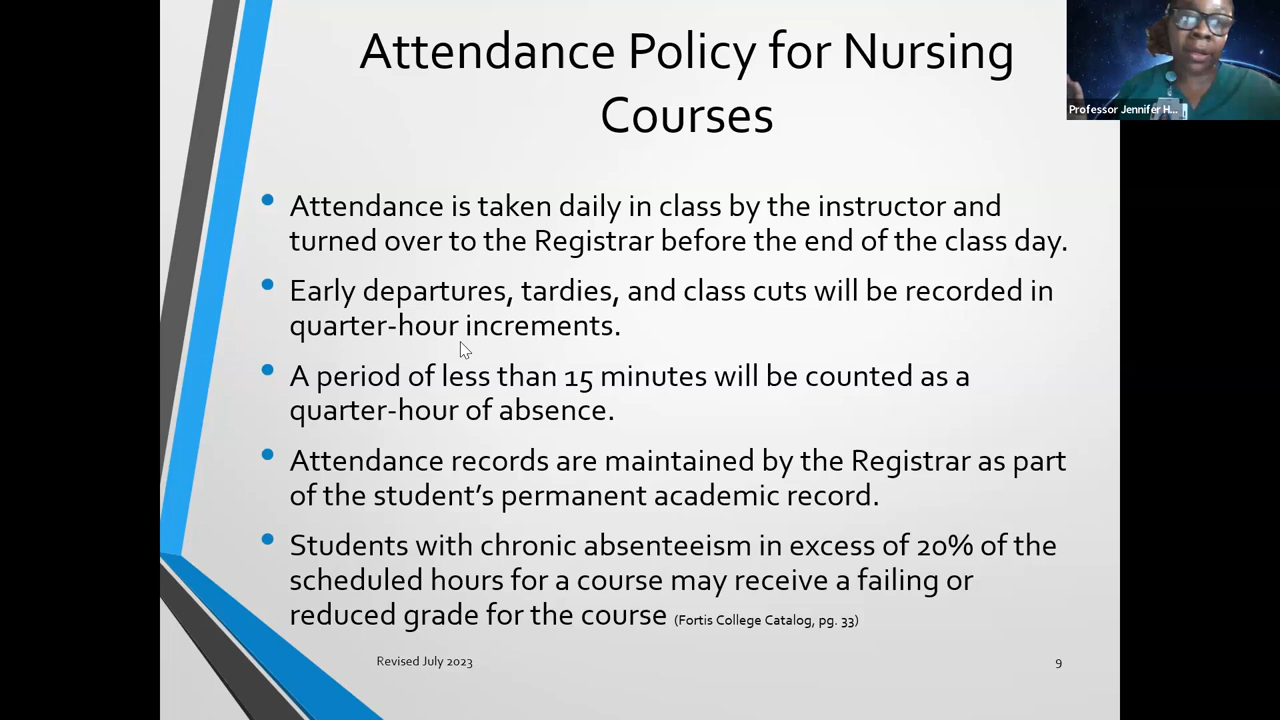 Attendance Policy for Nursing
Courses
Professor Jennifer H...
• Attendance is taken daily in class by the instructor and
turned over to the Registrar before the end of the class day.
• Early departures, tardies, and class cuts will be recorded in
quarter-hour increments.
• A period of less than 15 minutes will be counted as a
quarter-hour of absence.
• Attendance records are maintained by the Registrar as part
of the student’s permanent academic record.
• Students with chronic absenteeism in excess of 20% of the
scheduled hours for a course may receive a failing or
reduced grade for the course (Fortis College Catalog, pg. 33)
Revised July 2023
9